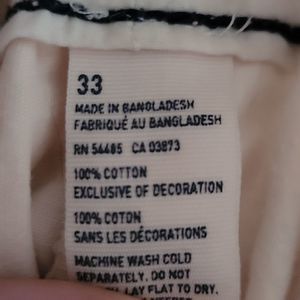 33
MADE IN BANGLADESH
FABRIQUÉ AU BANGLADESH
RN 54485 CA 03873
100% COTTON
EXCLUSIVE OF DECORATION
100% COTON
SANS LES DÉCORATIONS
MACHINE WASH COLD
SEPARATELY. DO NOT
LAY FLAT TO DRY.